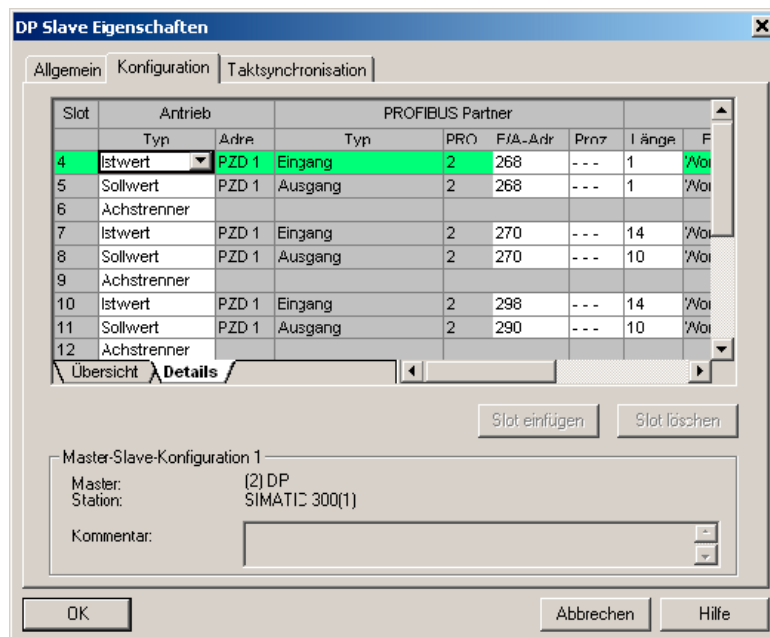 DP Slave Eigenschaften
Allgemein Konfiguration Taktsynchronisation
Slot Antrieb PROFIBUS Partner
Typ Adre Typ PRO E/A-Adr Proz Länge
4 Istwert PZD 1 Eingang 2 268 - - - 1 Wor
5 Sollwert PZD 1 Ausgang 2 268 - - - 1 Wor
6 Achstrenner
7 Istwert PZD 1 Eingang 2 270 - - - 14 Wor
8 Sollwert PZD 1 Ausgang 2 270 - - - 10 Wor
9 Achstrenner
10 Istwert PZD 1 Eingang 2 298 - - - 14 Wor
11 Sollwert PZD 1 Ausgang 2 290 - - - 10 Wor
12 Achstrenner
Übersicht Details
Slot einfügen Slot löschen
Master-Slave-Konfiguration 1
Master: (2) DP
Station: SIMATIC 300(1)
Kommentar:
OK Abbrechen Hilfe